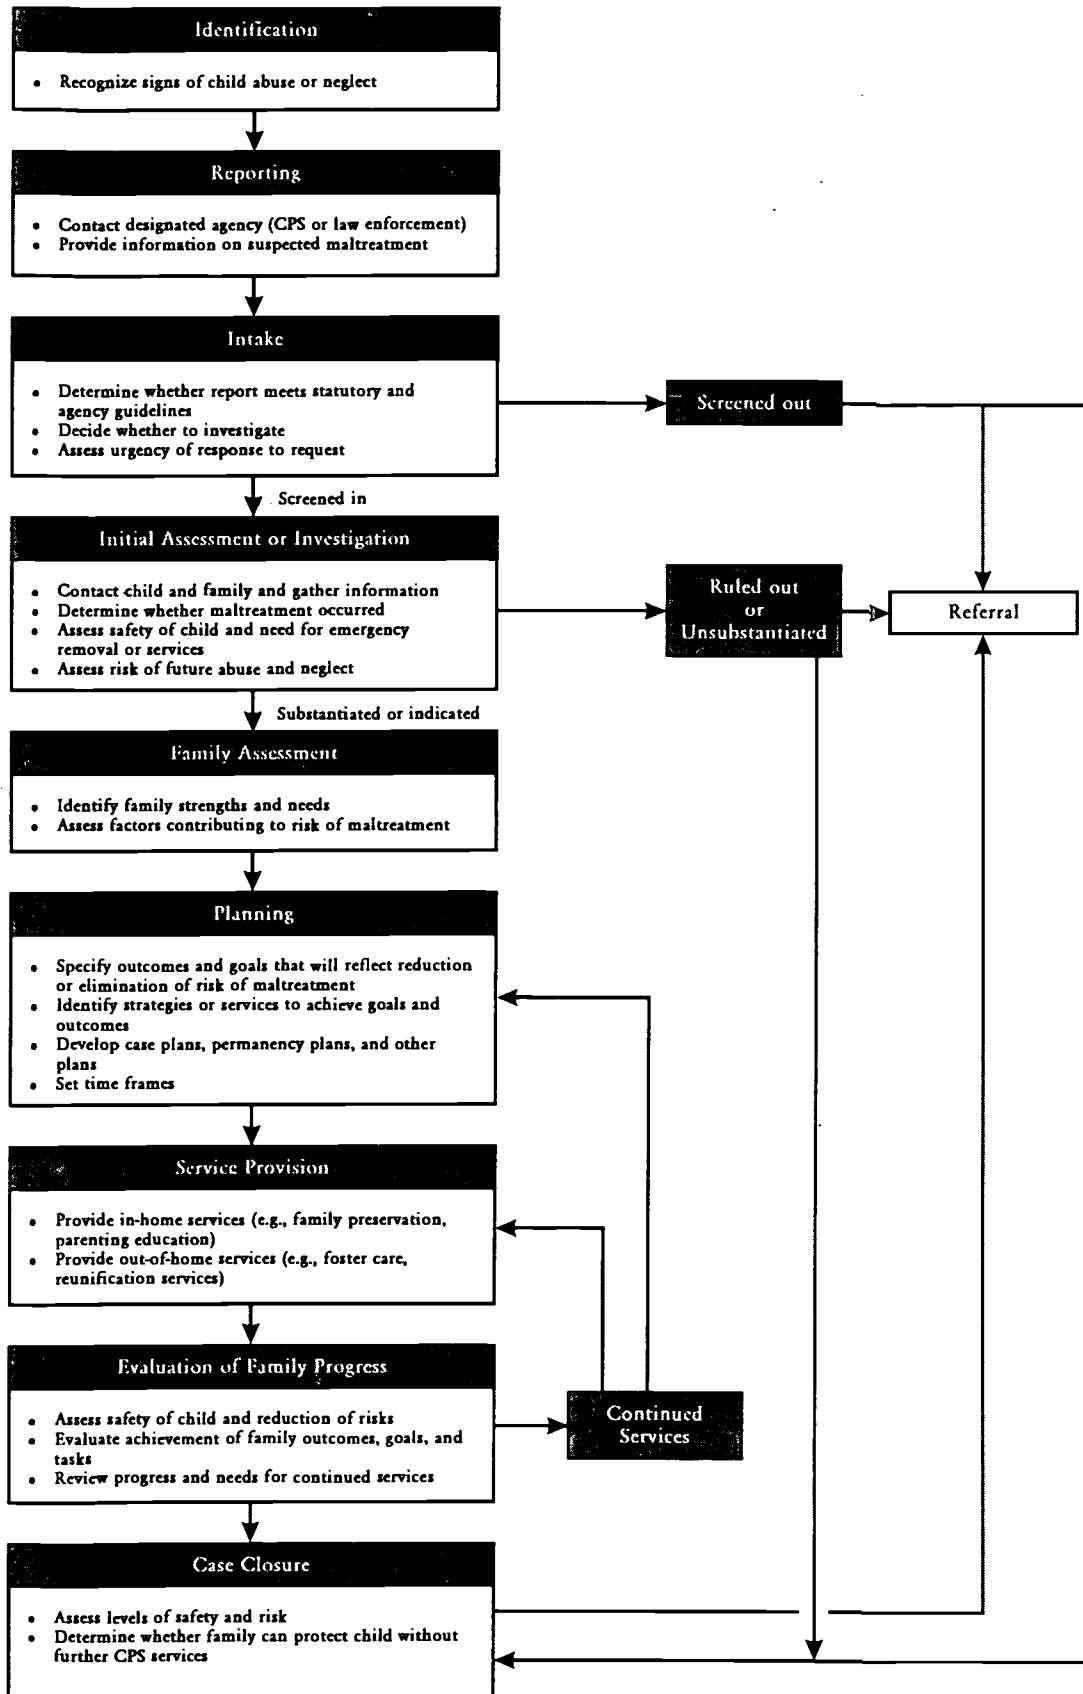 Identification
• Recognize signs of child abuse or neglect
Reporting
• Contact designated agency (CPS or law enforcement)
• Provide information on suspected maltreatment
Intake
• Determine whether report meets statutory and
agency guidelines
• Decide whether to investigate
• Assess urgency of response to request
Screened out
Screened in
Initial Assessment or Investigation
• Contact child and family and gather information
• Determine whether maltreatment occurred
• Assess safety of child and need for emergency
removal or services
• Assess risk of future abuse and neglect
Ruled out
or
Unsubstantiated
Referral
Substantiated or indicated
Family Assessment
• Identify family strengths and needs
• Assess factors contributing to risk of maltreatment
Planning
• Specify outcomes and goals that will reflect reduction
or elimination of risk of maltreatment
• Identify strategies or services to achieve goals and
outcomes
• Develop case plans, permanency plans, and other
plans
• Set time frames
Service Provision
• Provide in-home services (e.g., family preservation,
parenting education)
• Provide out-of-home services (e.g., foster care,
reunification services)
Evaluation of Family Progress
• Assess safety of child and reduction of risks
• Evaluate achievement of family outcomes, goals, and
tasks
• Review progress and needs for continued services
Continued
Services
Case Closure
• Assess levels of safety and risk
• Determine whether family can protect child without
further CPS services